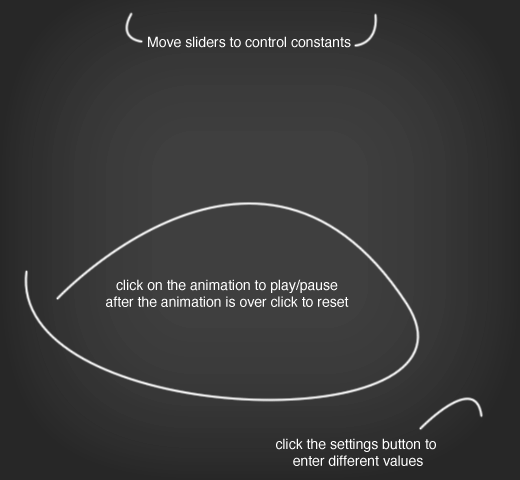 Move sliders to control constants
click on the animation to play/pause
after the animation is over click to reset
click the settings button to
enter different values